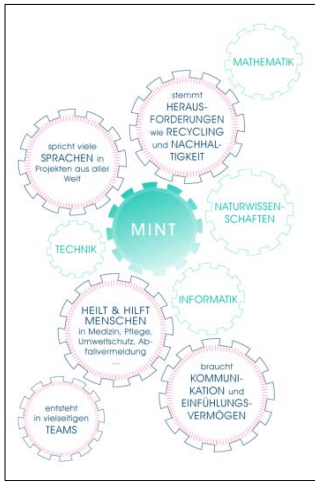 MATHEMATIK
stemmt
HERAUS-
FORDERUNGEN
wie RECYCLING
und NACHHAL-
TIGKEIT
spricht viele
SPRACHEN in
Projekten aus aller
Welt
NATURWISSEN-
SCHAFTEN
MINT
TECHNIK
INFORMATIK
HEILT & HILFT
MENSCHEN
in Medizin, Pflege,
Umweltschutz, Ab-
fallvermeidung
...
braucht
KOMMUNI-
KATION und
EINFÜHLUNGS-
VERMÖGEN
entsteht
in vielseitigen
TEAMS